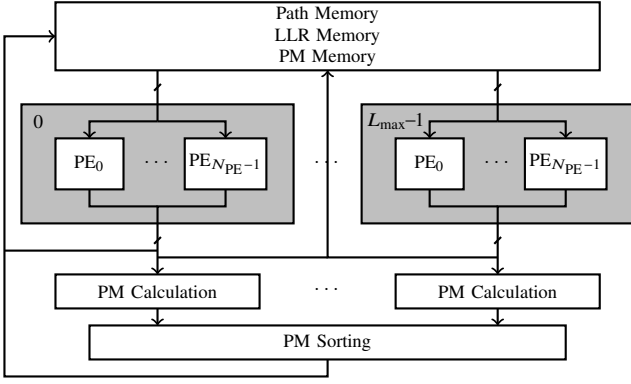 Path Memory
LLR Memory
PM Memory
0
L_max−1
PE_0 · · · PE_{N_PE−1}
· · ·
PE_0 · · · PE_{N_PE−1}
PM Calculation
· · ·
PM Calculation
PM Sorting